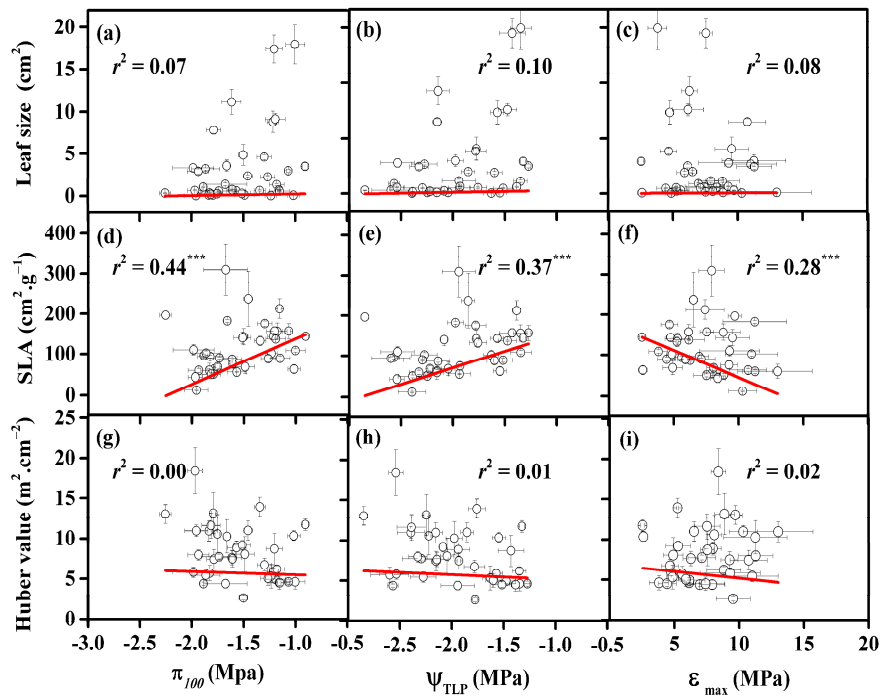 (a)
(b)
(c)
r² = 0.07
r² = 0.10
r² = 0.08
Leaf size (cm²)
20
15
10
5
0
(d)
(e)
(f)
r² = 0.44***
r² = 0.37***
r² = 0.28***
SLA (cm²·g⁻¹)
400
300
200
100
0
(g)
(h)
(i)
r² = 0.00
r² = 0.01
r² = 0.02
Huber value (m².cm⁻²)
25
20
15
10
5
0
-3.0 -2.5 -2.0 -1.5 -1.0 -0.5 -2.5 -2.0 -1.5 -1.0 0 5 10 15 20
π100 (Mpa)
ΨTLP (MPa)
εmax (MPa)